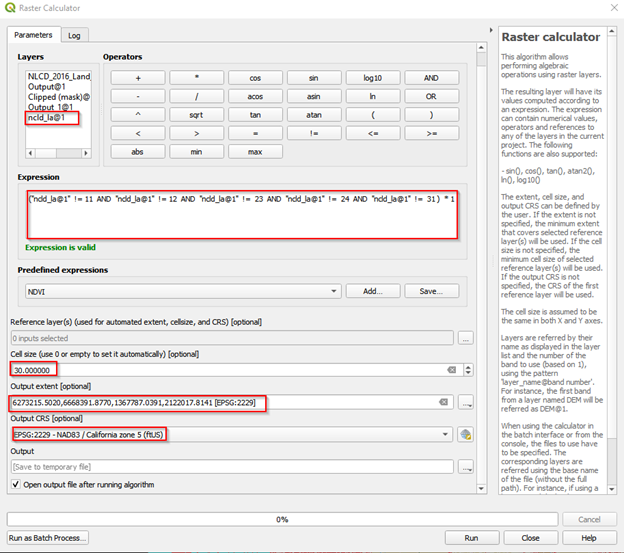 Raster Calculator
Parameters
Log
Layers
Operators
NLCD_2016_Land_
Output@1
Clipped (mask)@
Output_1@1
ncld_la@1
+ * cos sin log10 AND
- / acos asin ln OR
^ sqrt tan atan ( )
< > = != <= >=
abs min max
Expression
("ncld_la@1" != 11 AND "ncld_la@1" != 12 AND "ncld_la@1" != 23 AND "ncld_la@1" != 24 AND "ncld_la@1" != 31) * 1
Expression is valid
Predefined expressions
NDVI
Add...
Save...
Reference layer(s) (used for automated extent, cellsize, and CRS) [optional]
0 inputs selected
...
Cell size (use 0 or empty to set it automatically) [optional]
30.000000
Output extent [optional]
6273215.5020,6668391.8770,1367787.0391,2122017.8141 [EPSG:2229]
...
Output CRS [optional]
EPSG:2229 - NAD83 / California zone 5 (ftUS)
Output
[Save to temporary file]
...
Open output file after running algorithm
Raster calculator
This algorithm allows
performing algebraic
operations using raster layers.
The resulting layer will have its
values computed according to
an expression. The expression
can contain numerical values,
operators and references to
any of the layers in the current
project. The following
functions are also supported:
- sin(), cos(), tan(), atan2(),
ln(), log10()
The extent, cell size, and
output CRS can be defined by
the user. If the extent is not
specified, the minimum extent
that covers selected reference
layer(s) will be used. If the cell
size is not specified, the
minimum cell size of selected
reference layer(s) will be used.
If the output CRS is not
specified, the CRS of the first
reference layer will be used.
The cell size is assumed to be
the same in both X and Y axes.
Layers are referred by their
name as displayed in the layer
list and the number of the
band to use (based on 1),
using the pattern
'layer_name@band number'.
For instance, the first band
from a layer named DEM will be
referred as DEM@1.
When using the calculator in
the batch interface or from the
console, the files to use have
to be specified. The
corresponding layers are
referred using the base name
of the file (without the full
path). For instance, if using a
0%
Cancel
Run as Batch Process...
Run
Close
Help